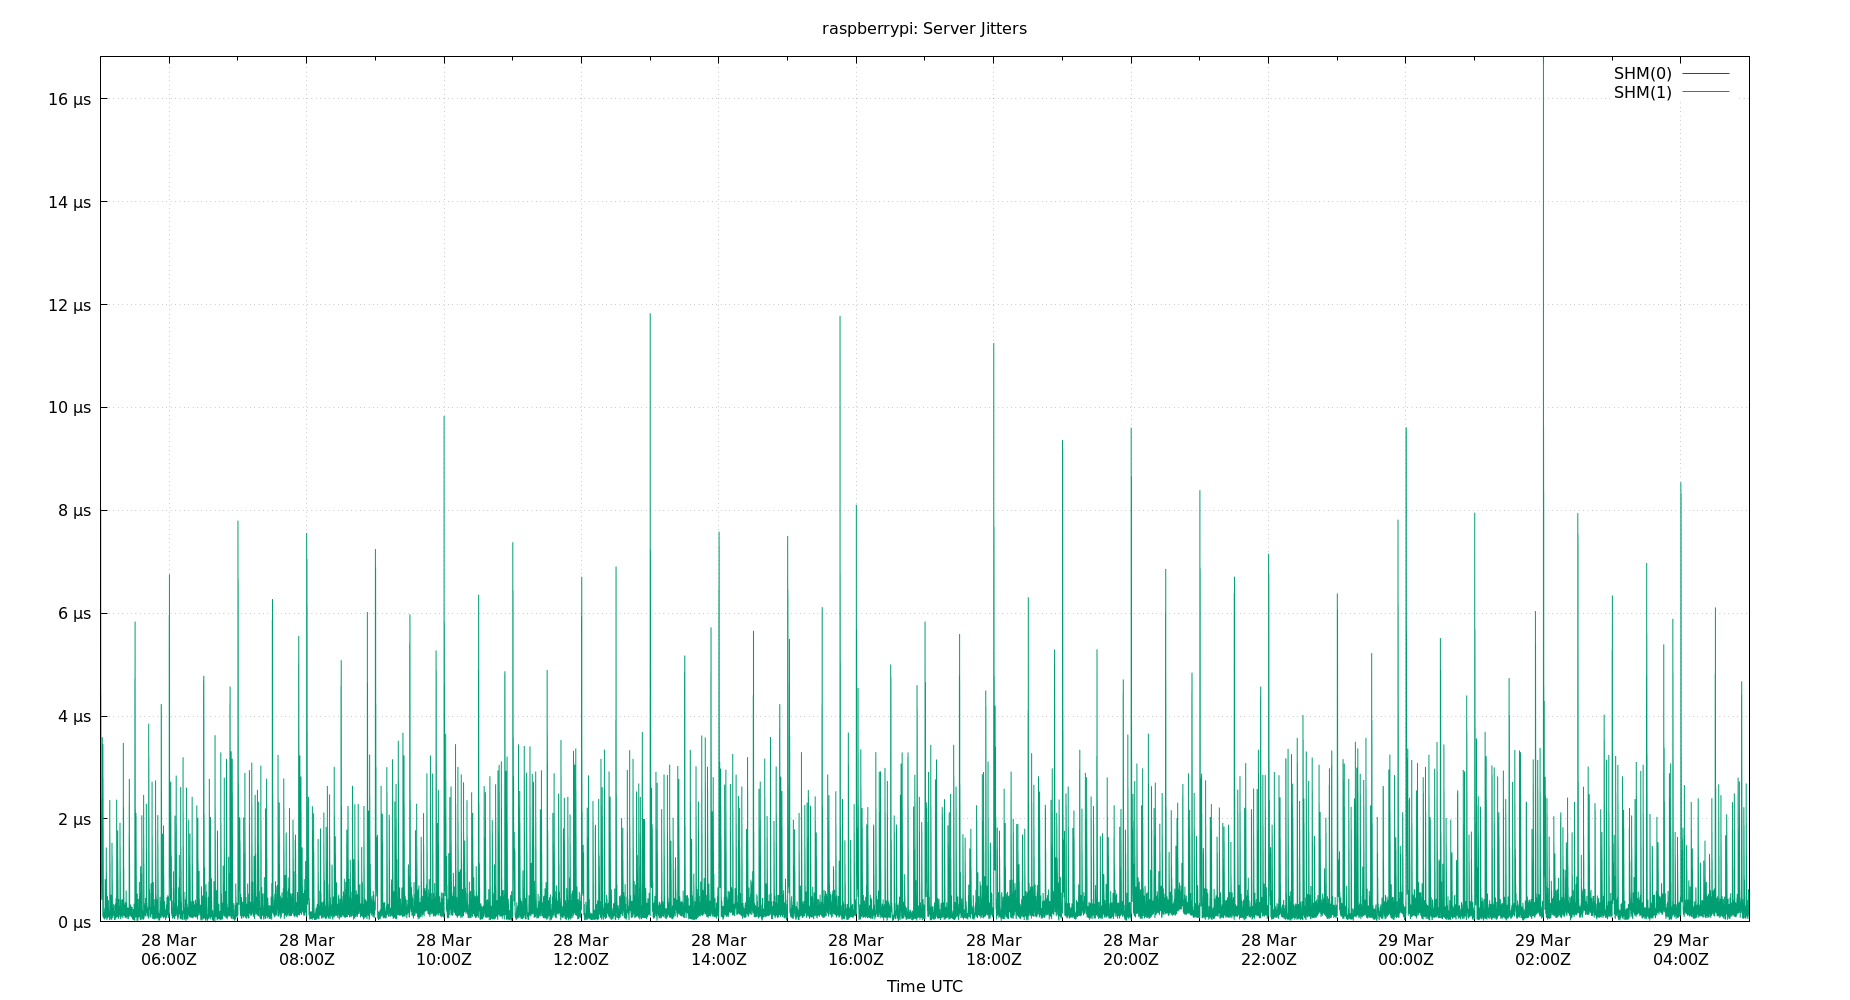 raspberrypi: Server Jitters
SHM(0)
SHM(1)
16 µs
14 µs
12 µs
10 µs
8 µs
6 µs
4 µs
2 µs
0 µs
28 Mar 28 Mar 28 Mar 28 Mar 28 Mar 28 Mar 28 Mar 28 Mar 28 Mar 29 Mar 29 Mar 29 Mar
06:00Z 08:00Z 10:00Z 12:00Z 14:00Z 16:00Z 18:00Z 20:00Z 22:00Z 00:00Z 02:00Z 04:00Z
Time UTC